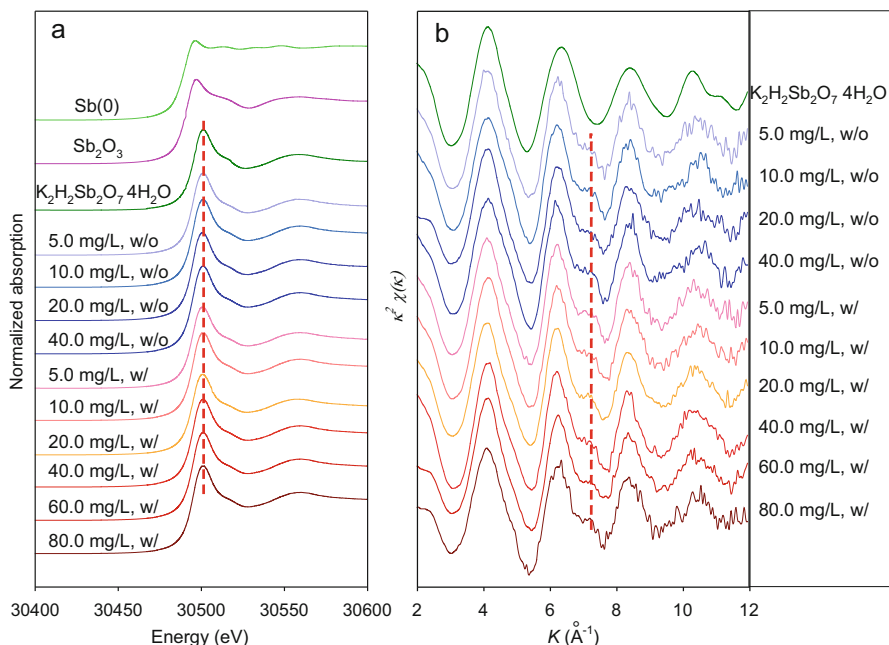 a
Sb(0)
Sb₂O₃
K₂H₂Sb₂O₇ 4H₂O
5.0 mg/L, w/o
10.0 mg/L, w/o
20.0 mg/L, w/o
40.0 mg/L, w/o
5.0 mg/L, w/
10.0 mg/L, w/
20.0 mg/L, w/
40.0 mg/L, w/
60.0 mg/L, w/
80.0 mg/L, w/
Normalized absorption
30400 30450 30500 30550 30600
Energy (eV)
b
K₂H₂Sb₂O₇ 4H₂O
5.0 mg/L, w/o
10.0 mg/L, w/o
20.0 mg/L, w/o
40.0 mg/L, w/o
5.0 mg/L, w/
10.0 mg/L, w/
20.0 mg/L, w/
40.0 mg/L, w/
60.0 mg/L, w/
80.0 mg/L, w/
κ² χ(κ)
2 4 6 8 10 12
K (Å⁻¹)